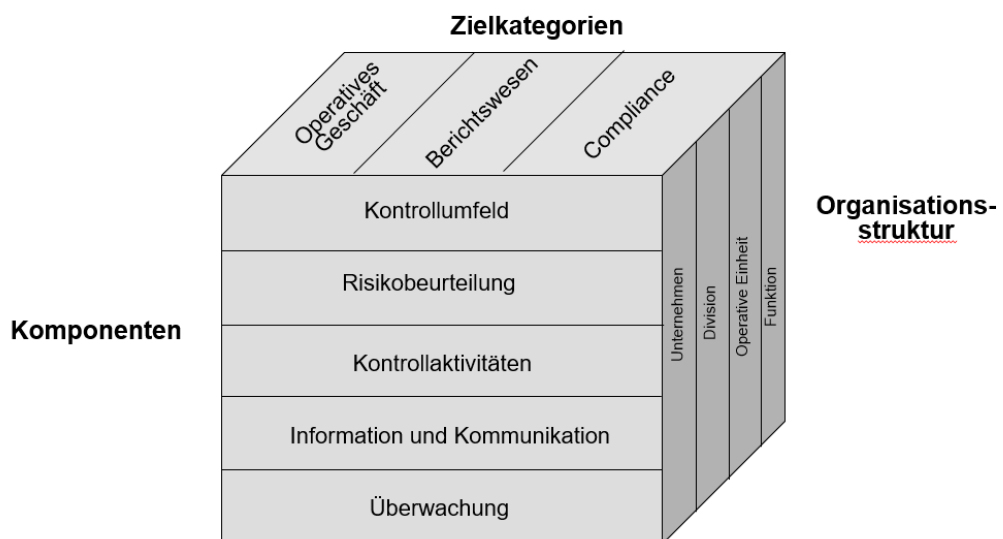 Zielkategorien
Operatives
Geschäft
Berichtswesen
Compliance
Kontrollumfeld
Risikobeurteilung
Kontrollaktivitäten
Information und Kommunikation
Überwachung
Komponenten
Unternehmen
Division
Operative Einheit
Funktion
Organisations-
struktur